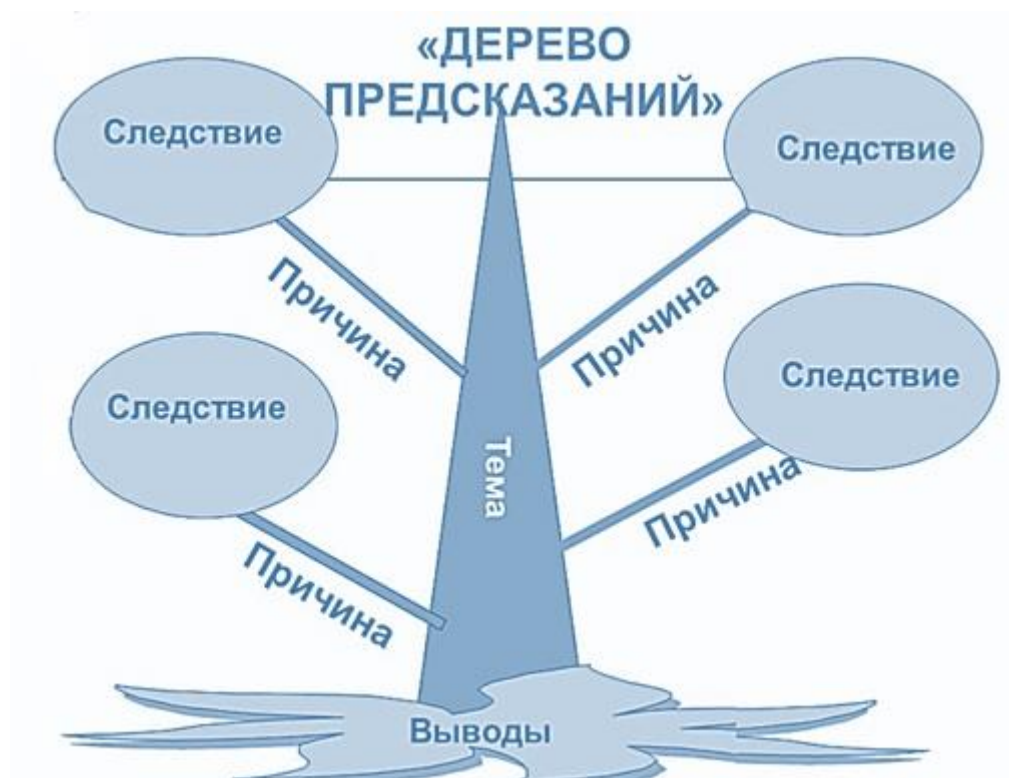 «ДЕРЕВО
ПРЕДСКАЗАНИЙ»
Следствие
Следствие
Причина
Причина
Следствие
Следствие
Тема
Причина
Причина
Выводы